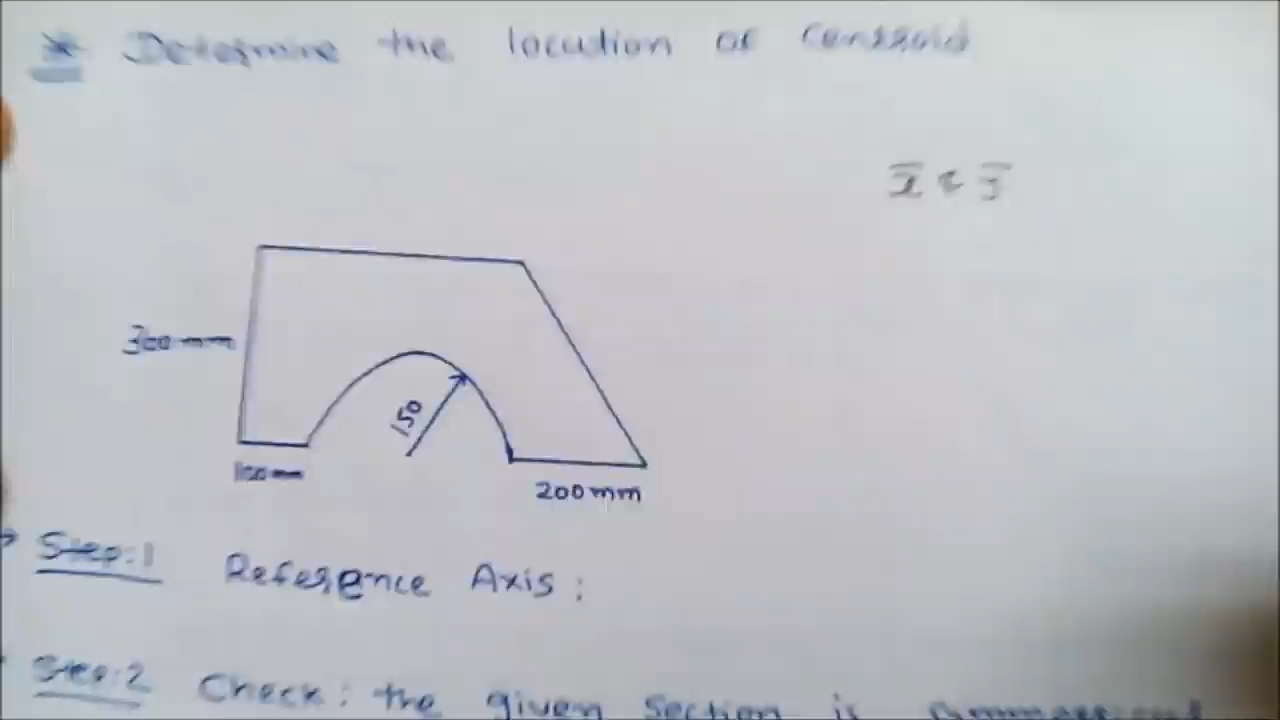 * Determine the location of centroid
x̄ & ȳ
300mm
150
100mm
200mm
Step:1 Reference Axis:
Step:2 Check: the given section is